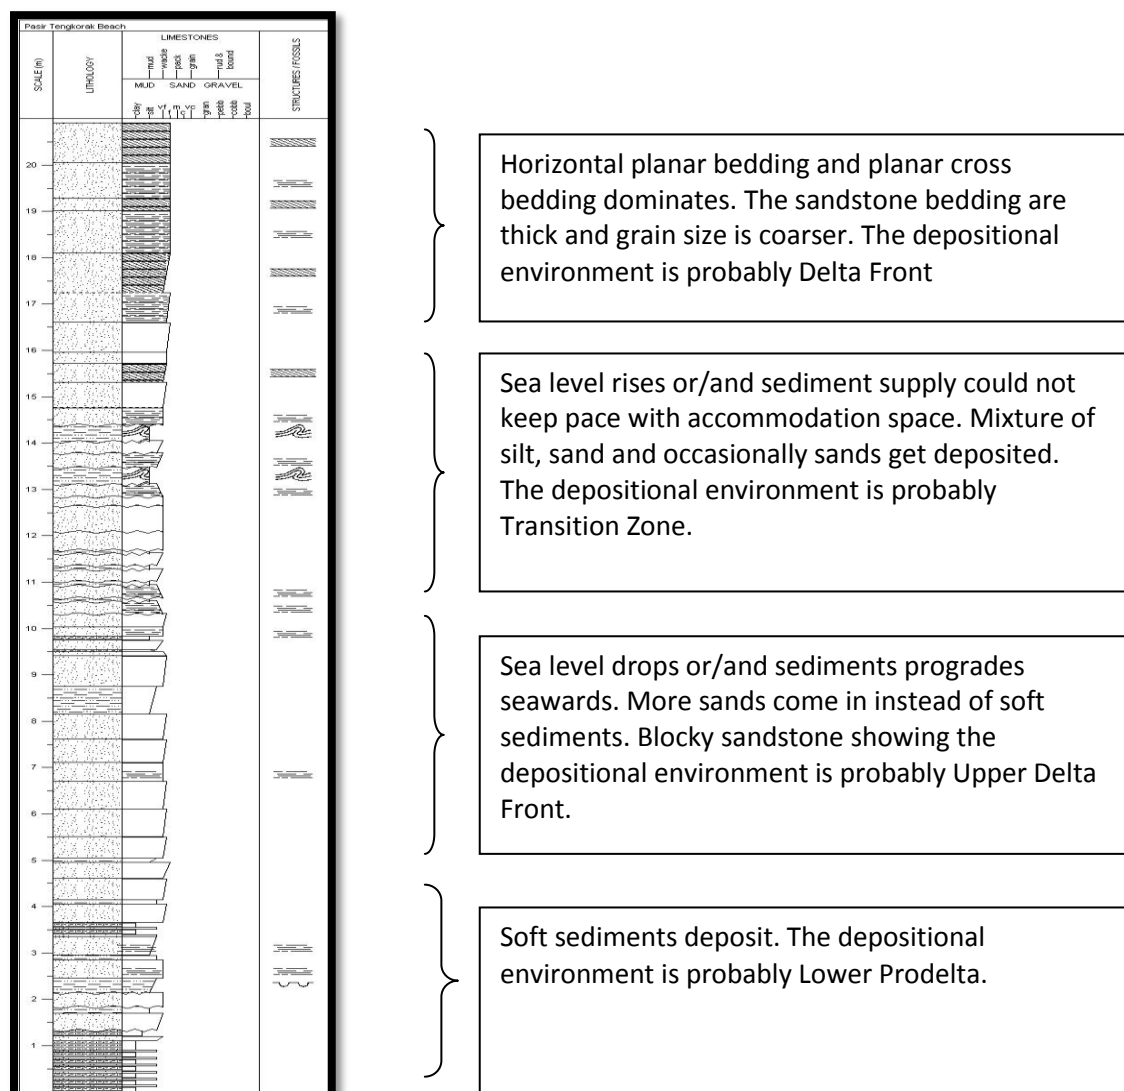 Pasir Tengkorak Beach
LIMESTONES
mud
wacke
pack
grain
rud &
bound
SCALE (m)
LITHOLOGY
MUD SAND GRAVEL
STRUCTURES / FOSSILS
clay
silt
vf
f
m
c
vc
gran
pebb
cobb
boul
20
19
18
17
16
15
14
13
12
11
10
9
8
7
6
5
4
3
2
1
Horizontal planar bedding and planar cross
bedding dominates. The sandstone bedding are
thick and grain size is coarser. The depositional
environment is probably Delta Front
Sea level rises or/and sediment supply could not
keep pace with accommodation space. Mixture of
silt, sand and occasionally sands get deposited.
The depositional environment is probably
Transition Zone.
Sea level drops or/and sediments progrades
seawards. More sands come in instead of soft
sediments. Blocky sandstone showing the
depositional environment is probably Upper Delta
Front.
Soft sediments deposit. The depositional
environment is probably Lower Prodelta.